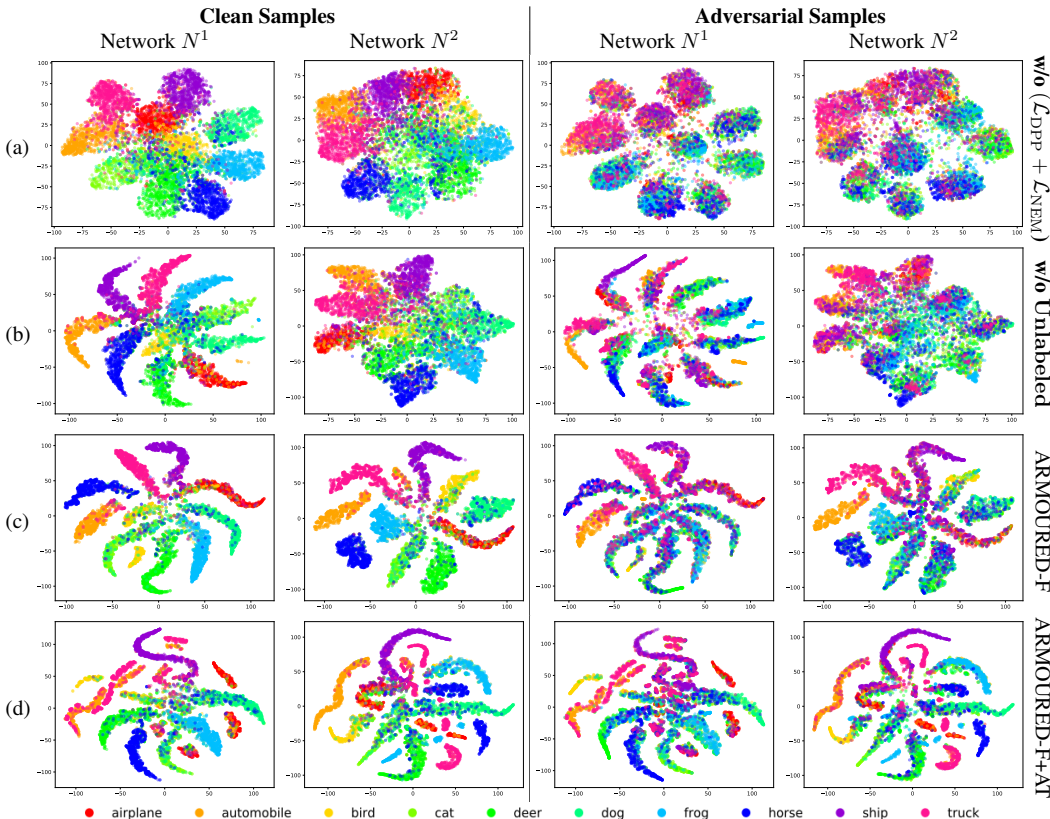 Clean Samples
Adversarial Samples
Network N¹
Network N²
Network N¹
Network N²
(a)
w/o (ℒ_DPP + ℒ_NEM)
(b)
w/o Unlabeled
(c)
ARMOURED-F
(d)
ARMOURED-F+AT
airplane automobile bird cat deer dog frog horse ship truck